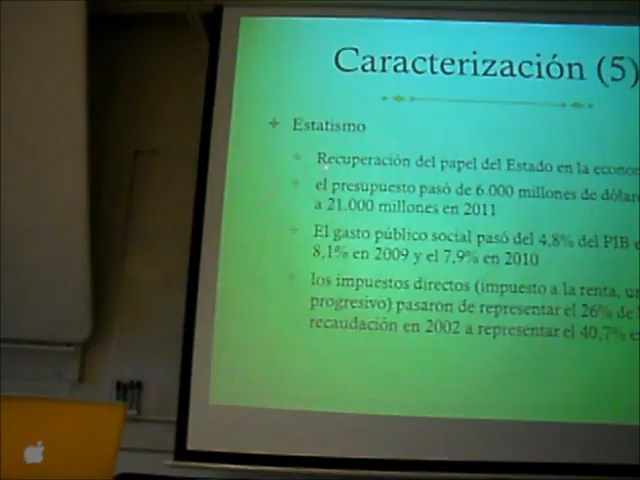 Caracterización (5)
Estatismo
Recuperación del papel del Estado en la
el presupuesto pasó de 6.000 millones de
a 21.000 millones en 2011
El gasto público social pasó del 4,8% del PIB
8,1% en 2009 y el 7,9% en 2010
los impuestos directos (impuesto a la renta,
progresivo) pasaron de representar el 26% de
recaudación en 2002 a representar el 40,7%